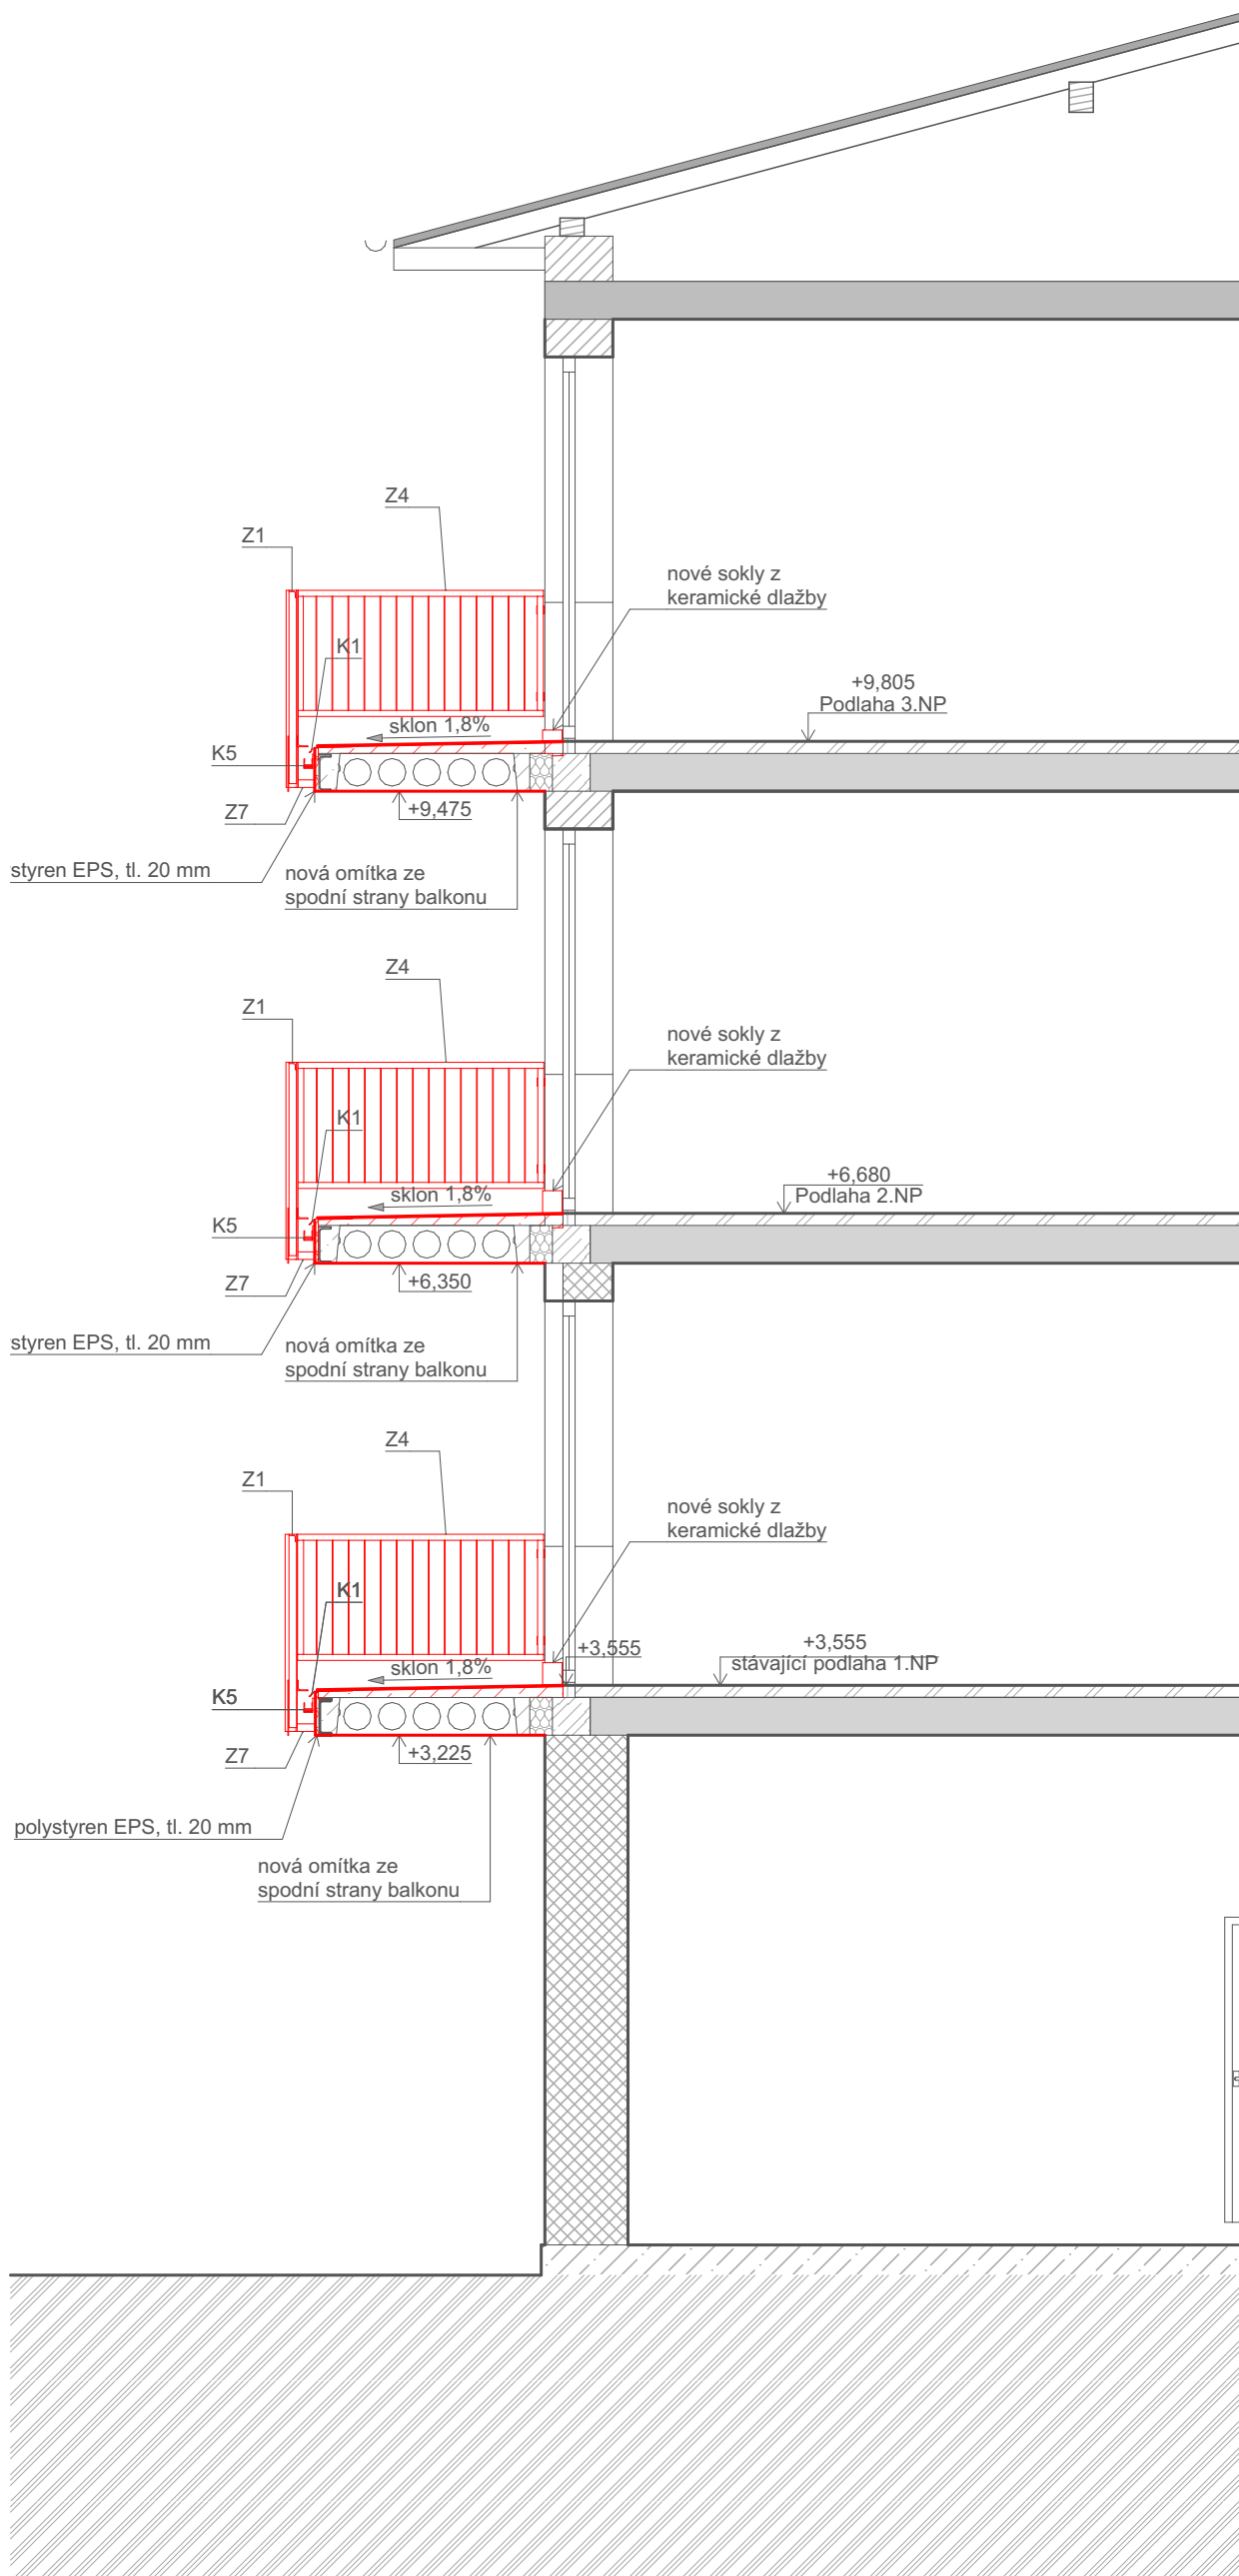 Z4
Z1
nové sokly z
keramické dlažby
K1
+9,805
Podlaha 3.NP
sklon 1,8%
K5
+9,475
Z7
styren EPS, tl. 20 mm
nová omítka ze
spodní strany balkonu
Z4
Z1
nové sokly z
keramické dlažby
K1
+6,680
Podlaha 2.NP
sklon 1,8%
K5
+6,350
Z7
styren EPS, tl. 20 mm
nová omítka ze
spodní strany balkonu
Z4
Z1
nové sokly z
keramické dlažby
K1
+3,555
+3,555
stávající podlaha 1.NP
sklon 1,8%
K5
+3,225
Z7
polystyren EPS, tl. 20 mm
nová omítka ze
spodní strany balkonu